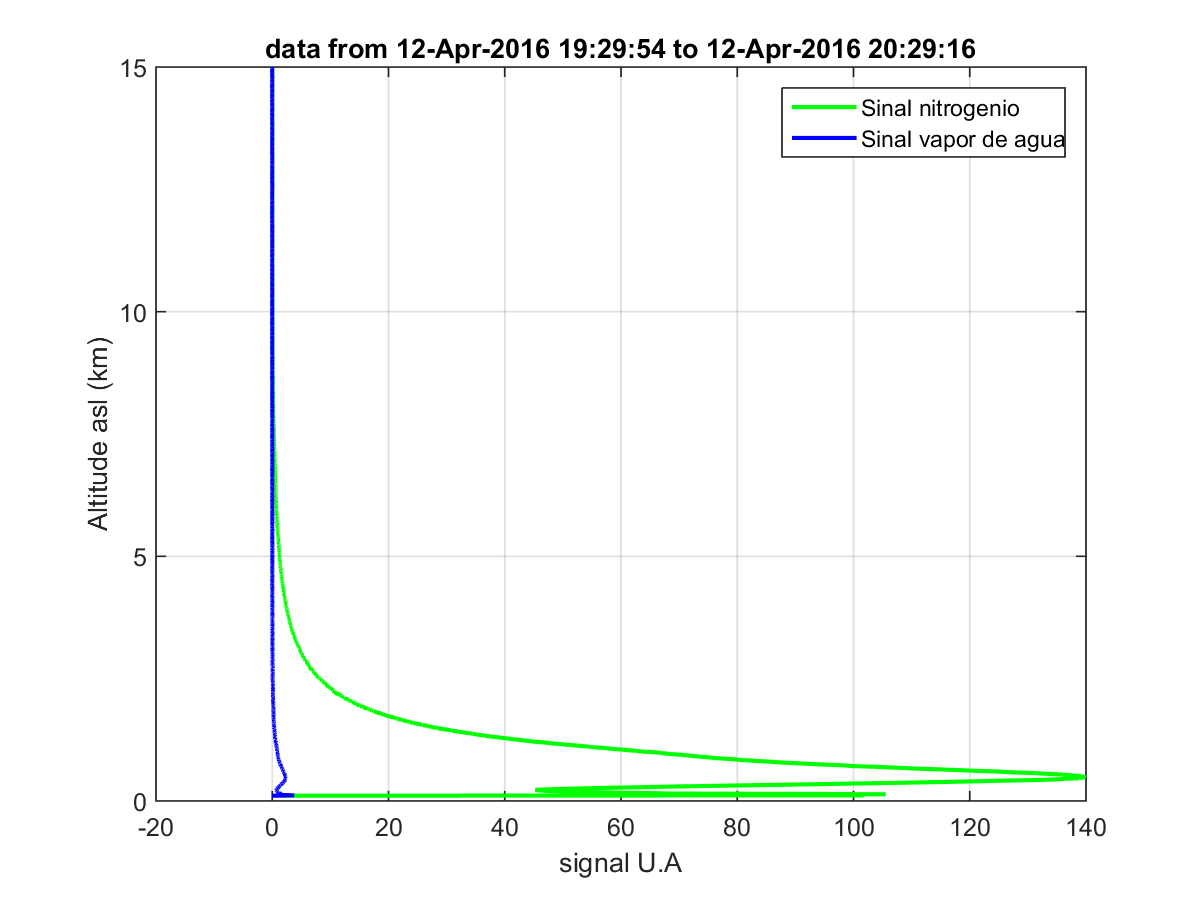 data from 12-Apr-2016 19:29:54 to 12-Apr-2016 20:29:16
Sinal nitrogenio
Sinal vapor de agua
15
10
5
0
Altitude asl (km)
-20 0 20 40 60 80 100 120 140
signal U.A